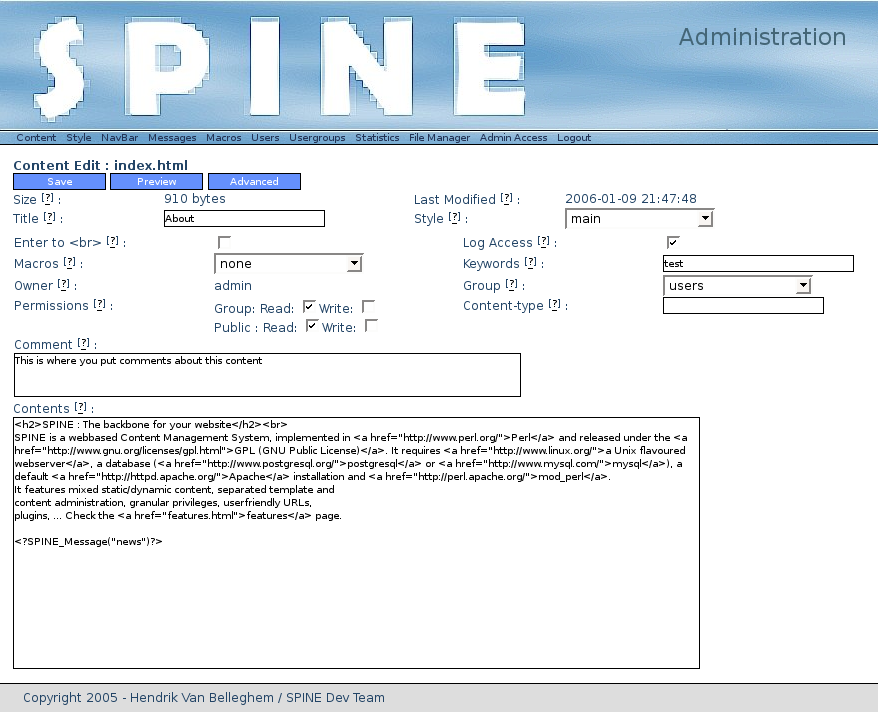 SPINE
Administration
Content Style NavBar Messages Macros Users Usergroups Statistics File Manager Admin Access Logout
Content Edit : index.html
Save Preview Advanced
Size [?] : 910 bytes Last Modified [?] : 2006-01-09 21:47:48
Title [?] : About Style [?] : main
Enter to <br> [?] : Log Access [?] :
Macros [?] : none Keywords [?] : test
Owner [?] : admin Group [?] : users
Permissions [?] : Group: Read: Write: Content-type [?] :
Public : Read: Write:
Comment [?] :
This is where you put comments about this content
Contents [?] :
<h2>SPINE : The backbone for your website</h2><br>
SPINE is a webbased Content Management System, implemented in <a href="http://www.perl.org/">Perl</a> and released under the <a
href="http://www.gnu.org/licenses/gpl.html">GPL (GNU Public License)</a>. It requires <a href="http://www.linux.org/">a Unix flavoured
webserver</a>, a database (<a href="http://www.postgresql.org/">postgresql</a> or <a href="http://www.mysql.com/">mysql</a>), a
default <a href="http://httpd.apache.org/">Apache</a> installation and <a href="http://perl.apache.org/">mod_perl</a>.
It features mixed static/dynamic content, separated template and
content administration, granular privileges, userfriendly URLs,
plugins, ... Check the <a href="features.html">features</a> page.
<?SPINE_Message("news")?>
Copyright 2005 - Hendrik Van Belleghem / SPINE Dev Team